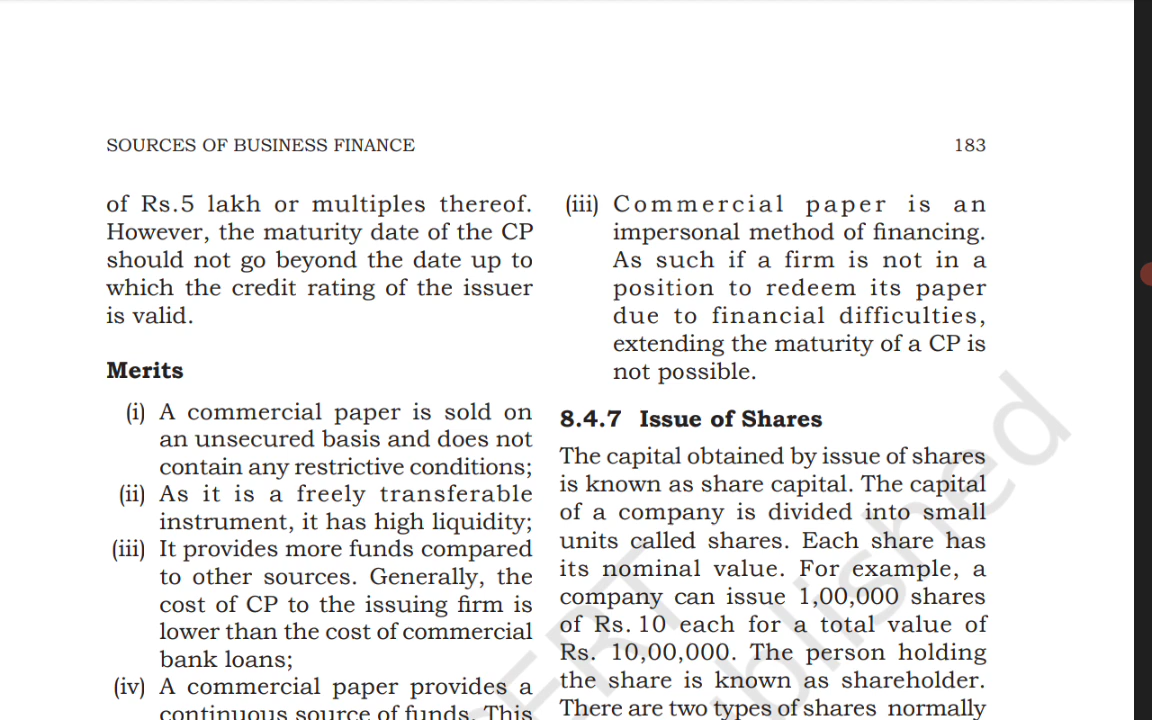 SOURCES OF BUSINESS FINANCE 183
of Rs.5 lakh or multiples thereof.
However, the maturity date of the CP
should not go beyond the date up to
which the credit rating of the issuer
is valid.
Merits
(i) A commercial paper is sold on
an unsecured basis and does not
contain any restrictive conditions;
(ii) As it is a freely transferable
instrument, it has high liquidity;
(iii) It provides more funds compared
to other sources. Generally, the
cost of CP to the issuing firm is
lower than the cost of commercial
bank loans;
(iv) A commercial paper provides a
continuous source of funds. This
(iii) Commercial paper is an
impersonal method of financing.
As such if a firm is not in a
position to redeem its paper
due to financial difficulties,
extending the maturity of a CP is
not possible.
8.4.7 Issue of Shares
The capital obtained by issue of shares
is known as share capital. The capital
of a company is divided into small
units called shares. Each share has
its nominal value. For example, a
company can issue 1,00,000 shares
of Rs. 10 each for a total value of
Rs. 10,00,000. The person holding
the share is known as shareholder.
There are two types of shares normally